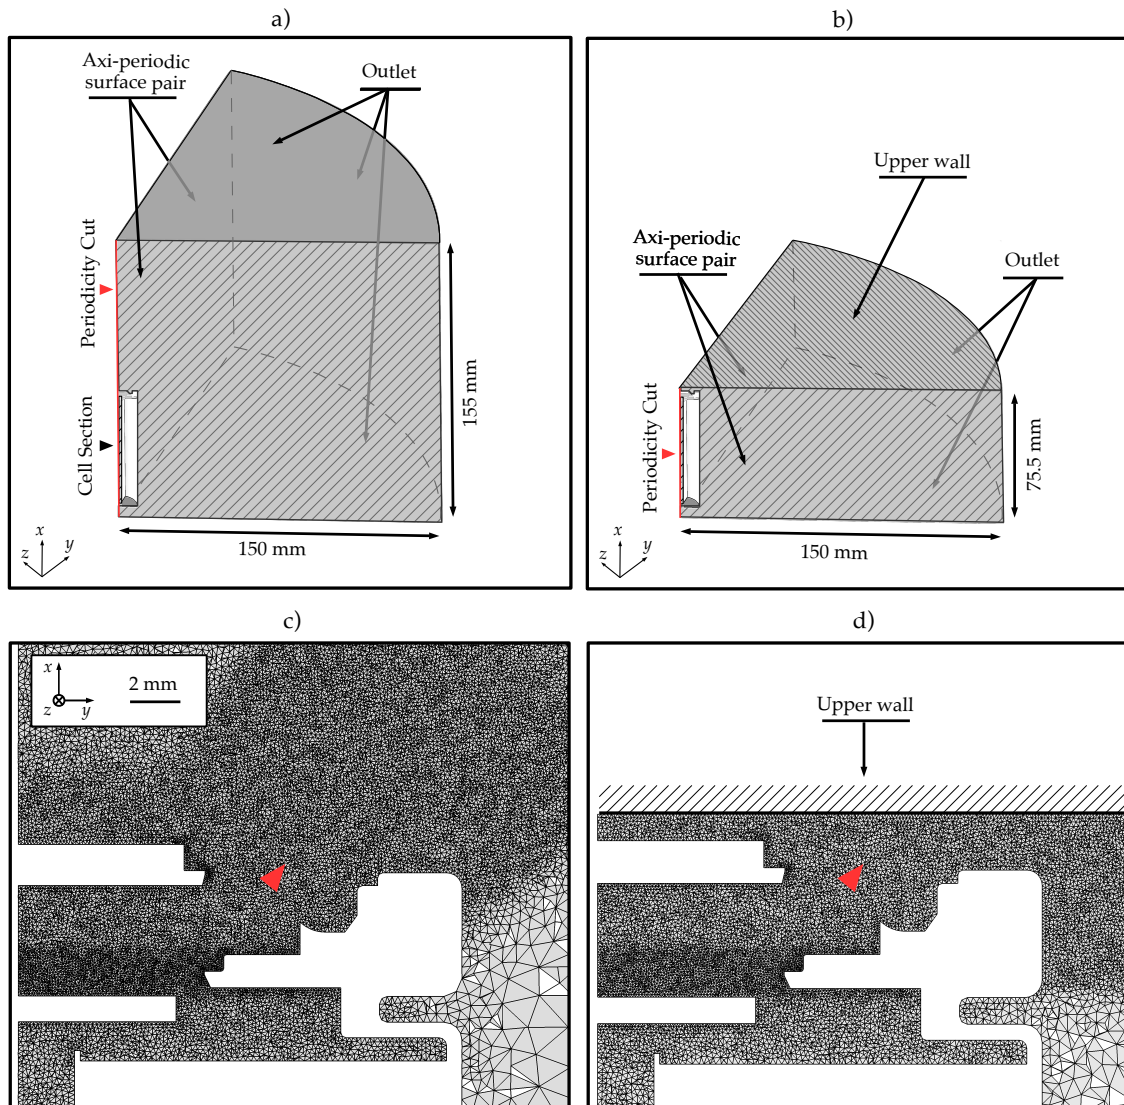 a)
Axi-periodic
surface pair
Outlet
Periodicity Cut
Cell Section
155 mm
150 mm
x
y
z
b)
Upper wall
Axi-periodic
surface pair
Outlet
Periodicity Cut
75.5 mm
150 mm
x
y
z
c)
x
z
y
2 mm
d)
Upper wall